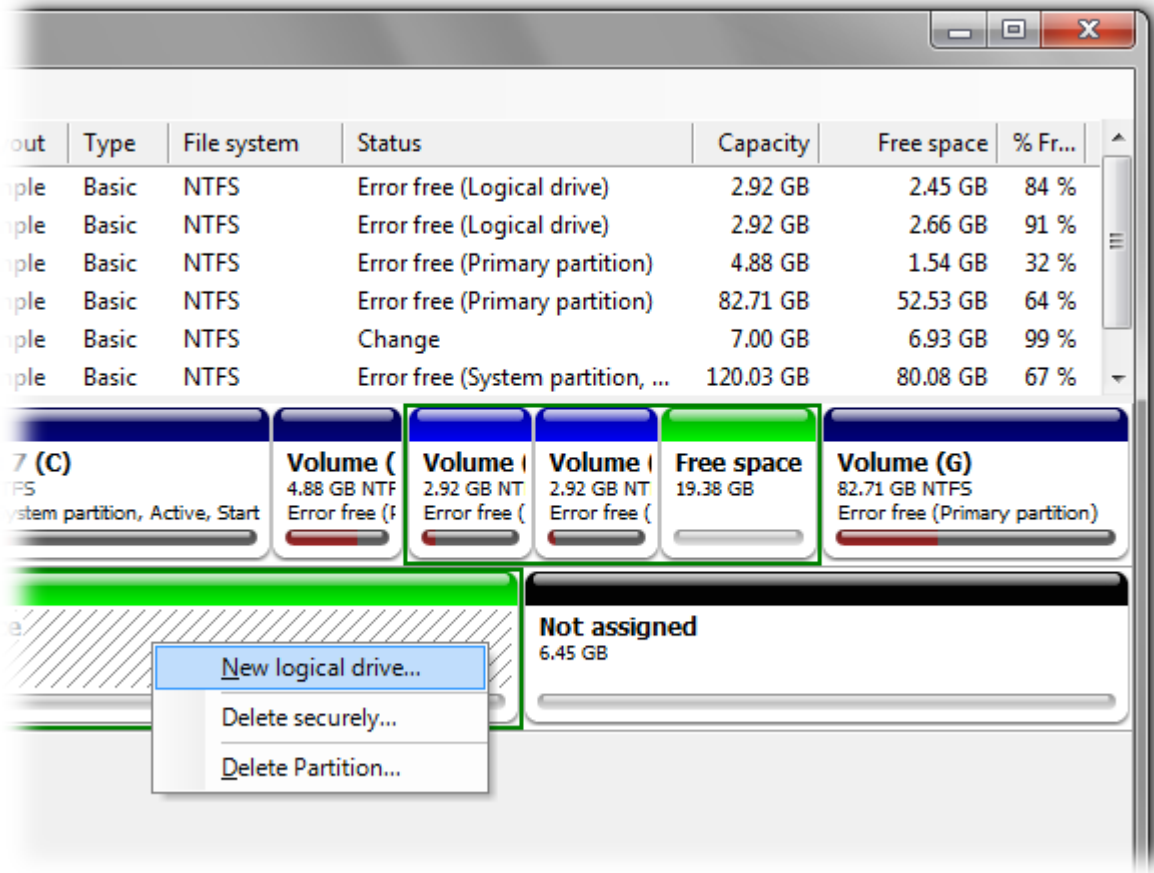 out Type File system Status Capacity Free space % Fr...
ple Basic NTFS Error free (Logical drive) 2.92 GB 2.45 GB 84 %
ple Basic NTFS Error free (Logical drive) 2.92 GB 2.66 GB 91 %
ple Basic NTFS Error free (Primary partition) 4.88 GB 1.54 GB 32 %
ple Basic NTFS Error free (Primary partition) 82.71 GB 52.53 GB 64 %
ple Basic NTFS Change 7.00 GB 6.93 GB 99 %
ple Basic NTFS Error free (System partition, ... 120.03 GB 80.08 GB 67 %
7 (C) Volume ( Volume ( Volume ( Free space Volume (G)
TFS 4.88 GB NTF 2.92 GB NT 2.92 GB NT 19.38 GB 82.71 GB NTFS
ystem partition, Active, Start Error free (P Error free ( Error free ( Error free (Primary partition)
e Not assigned
6.45 GB
New logical drive...
Delete securely...
Delete Partition...